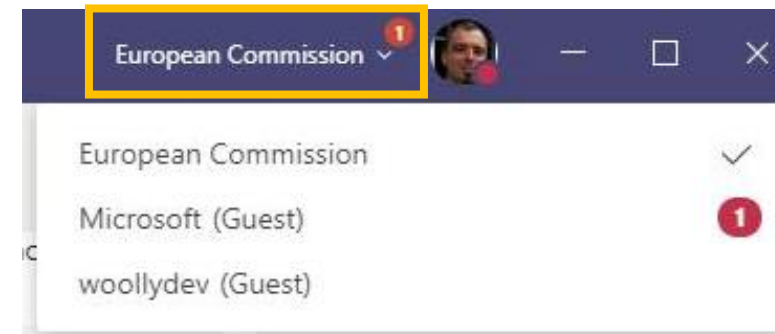 European Commission 1
European Commission
Microsoft (Guest) 1
woollydev (Guest)